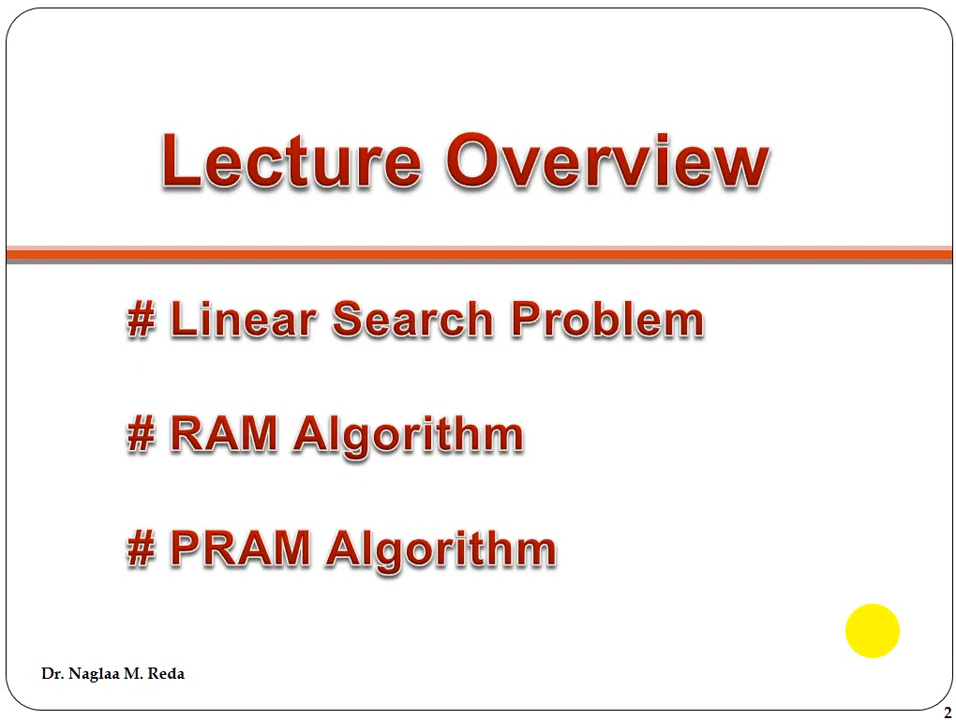 Lecture Overview
# Linear Search Problem
# RAM Algorithm
# PRAM Algorithm
Dr. Naglaa M. Reda
2